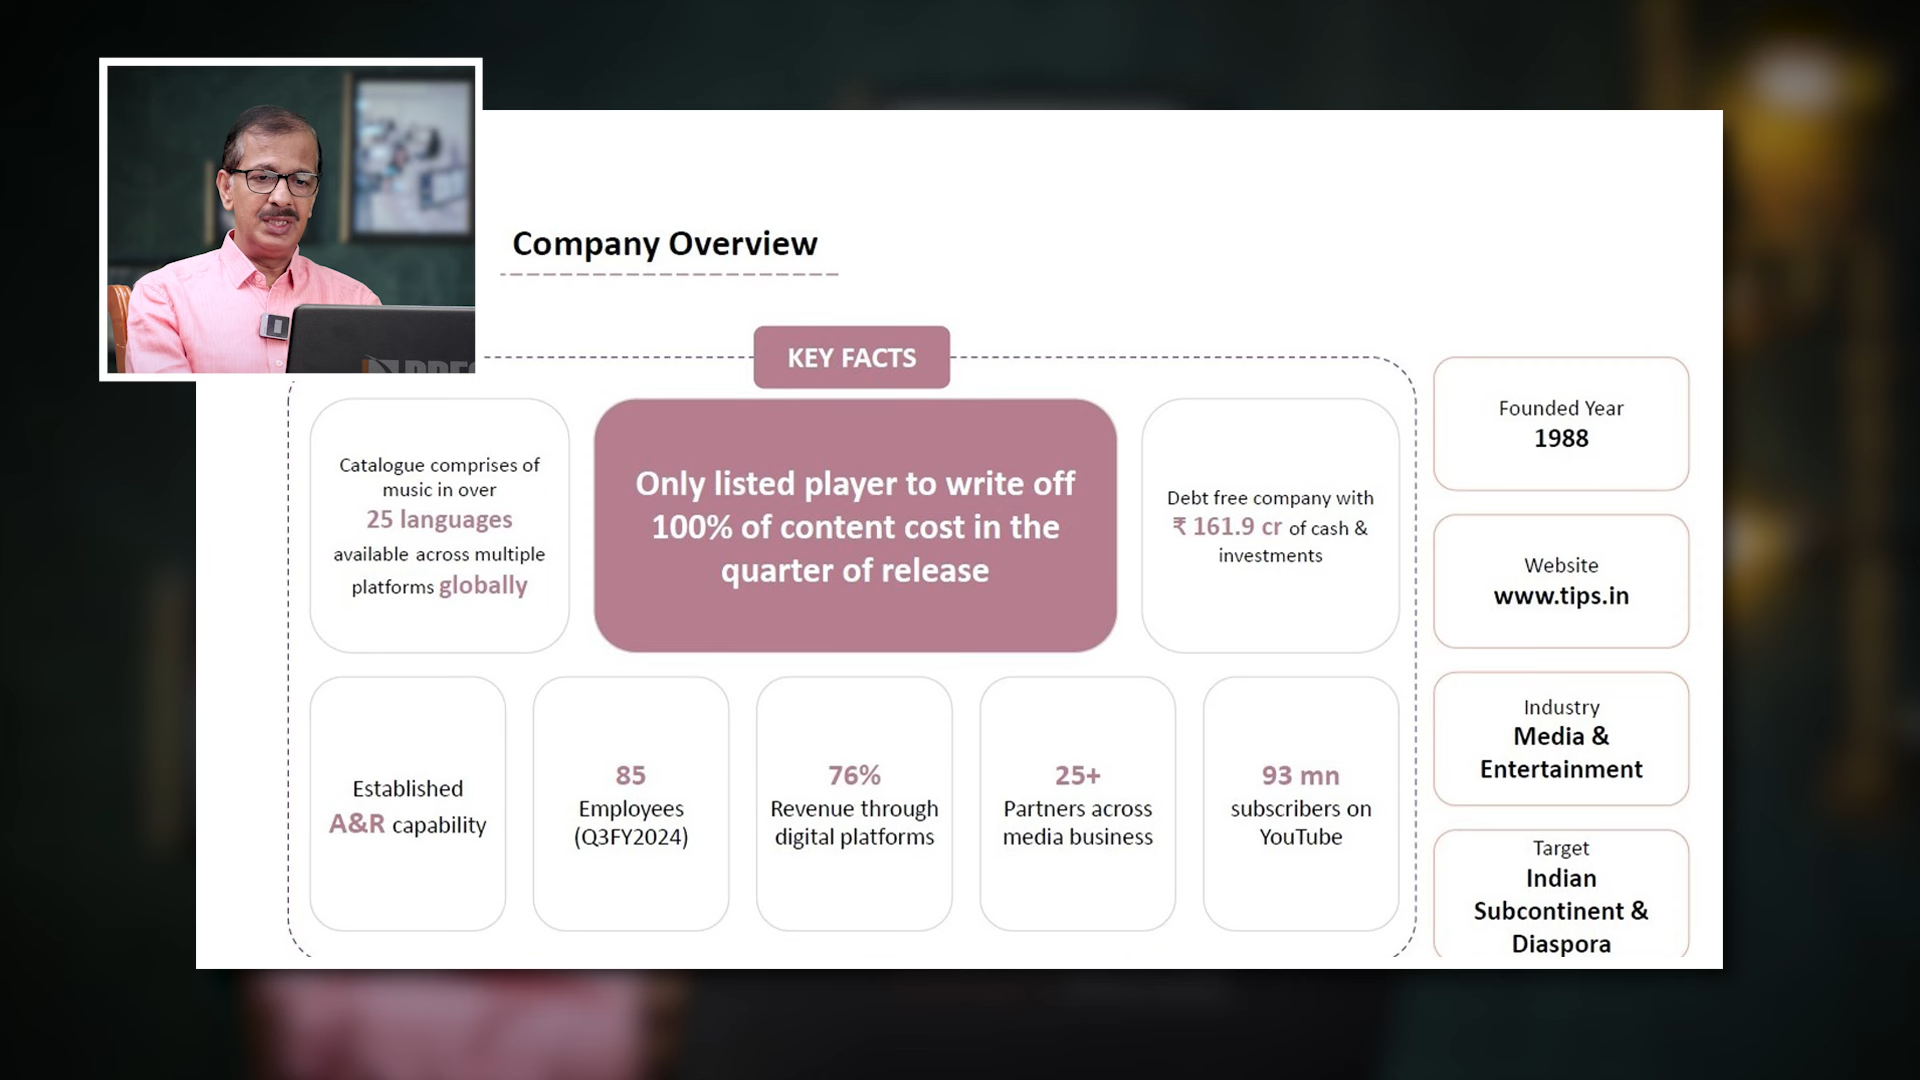 Company Overview
KEY FACTS
Catalogue comprises of
music in over
25 languages
available across multiple
platforms globally
Only listed player to write off
100% of content cost in the
quarter of release
Debt free company with
₹ 161.9 cr of cash &
investments
Established
A&R capability
85
Employees
(Q3FY2024)
76%
Revenue through
digital platforms
25+
Partners across
media business
93 mn
subscribers on
YouTube
Founded Year
1988
Website
www.tips.in
Industry
Media &
Entertainment
Target
Indian
Subcontinent &
Diaspora